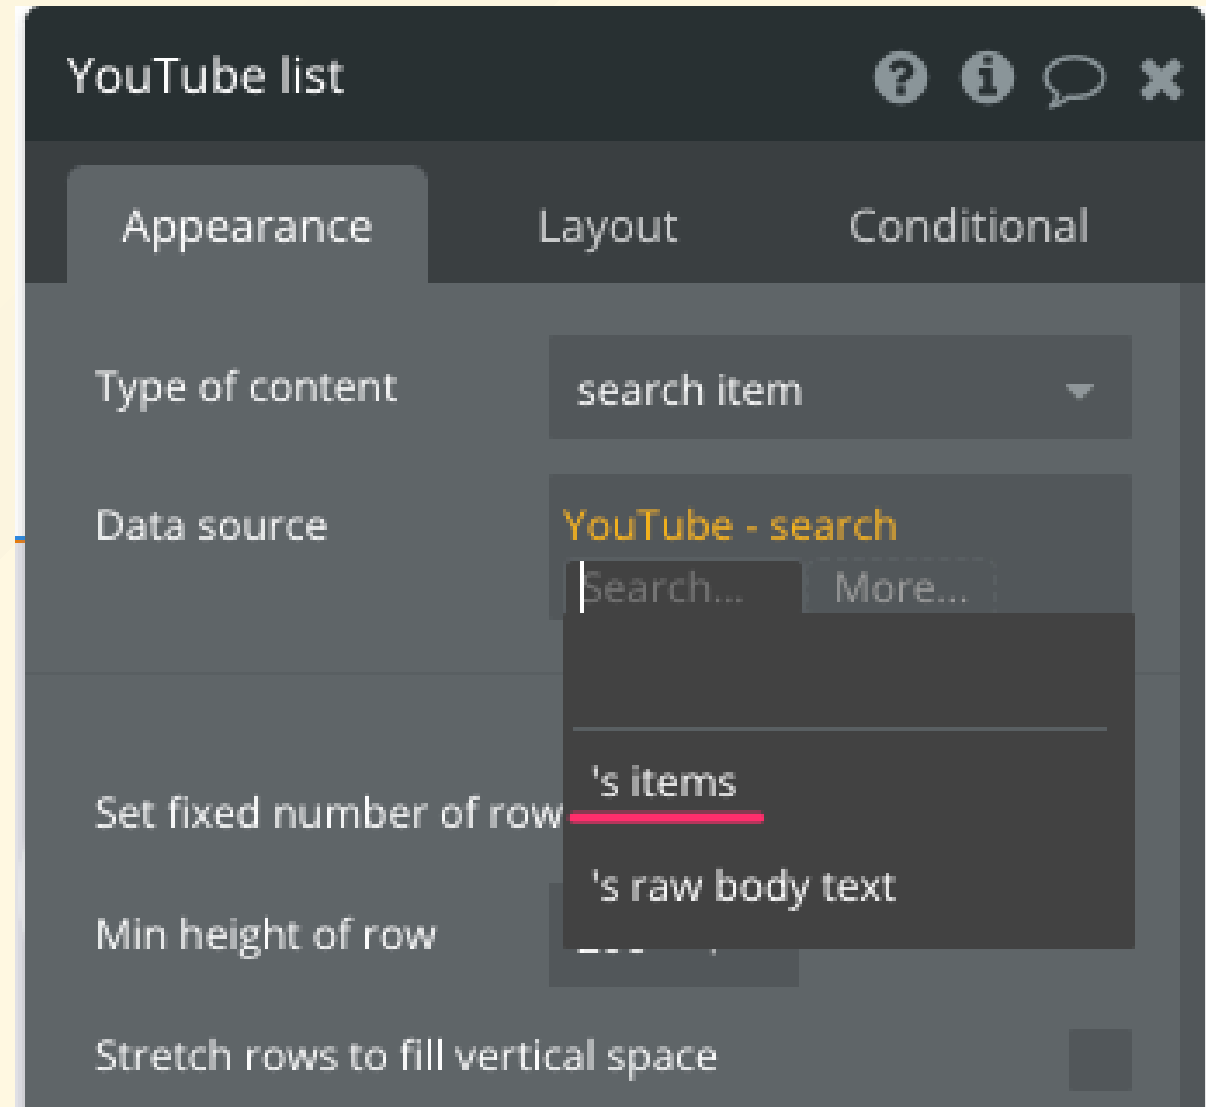 YouTube list
Appearance
Layout
Conditional
Type of content
search item
Data source
YouTube - search
Search...
More...
's items
's raw body text
Set fixed number of row
Min height of row
Stretch rows to fill vertical space